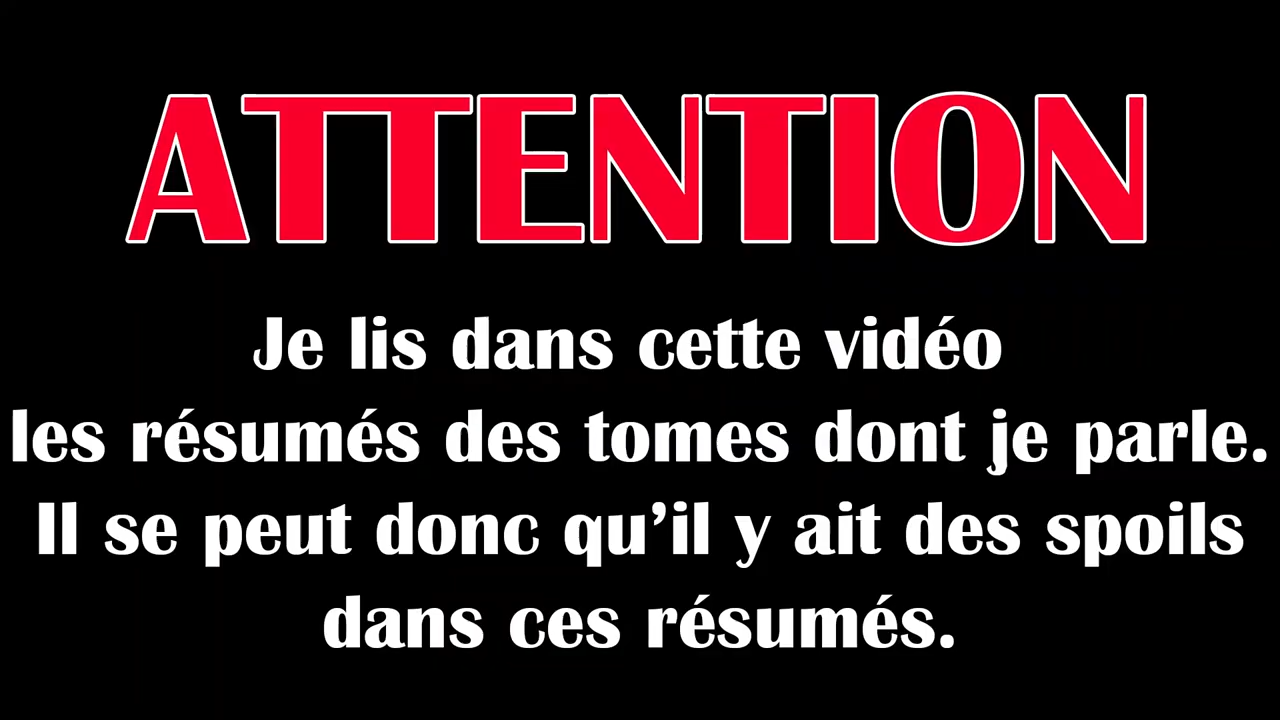 ATTENTION
Je lis dans cette vidéo
les résumés des tomes dont je parle.
Il se peut donc qu’il y ait des spoils
dans ces résumés.